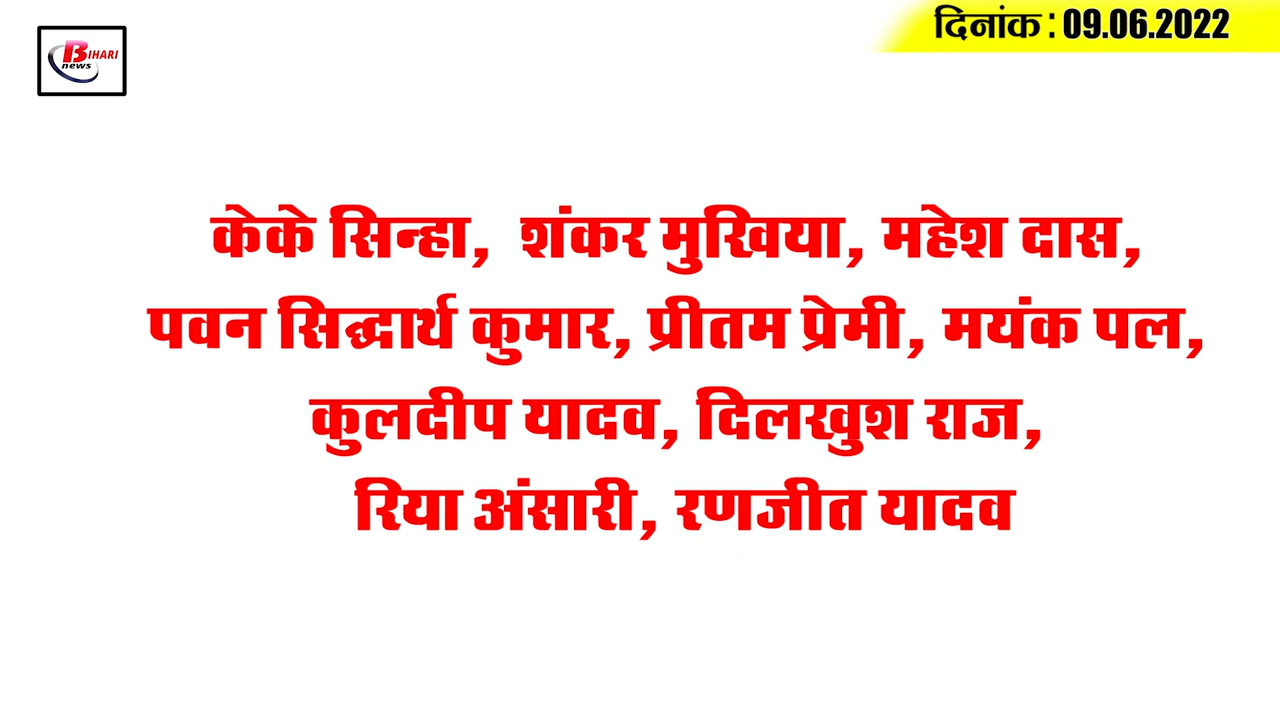 BIHARI
news
दिनांक : 09.06.2022
केके सिन्हा, शंकर मुखिया, महेश दास,
पवन सिद्धार्थ कुमार, प्रीतम प्रेमी, मयंक पल,
कुलदीप यादव, दिलखुश राज,
रिया अंसारी, रणजीत यादव